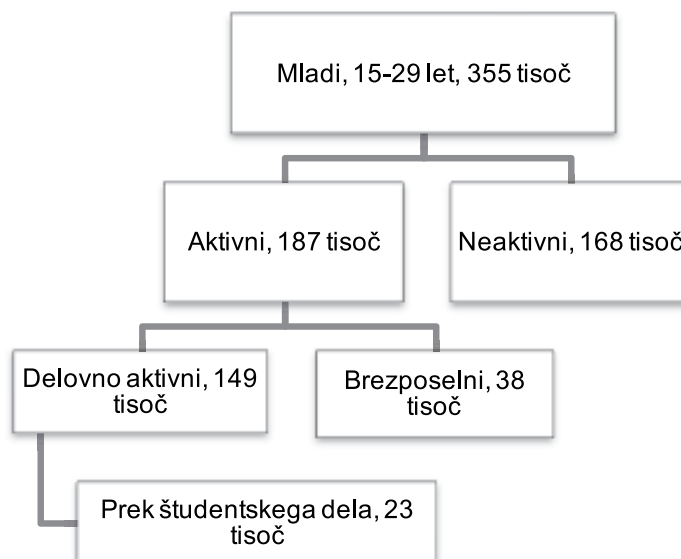 Mladi, 15-29 let, 355 tisoč
Aktivni, 187 tisoč
Neaktivni, 168 tisoč
Delovno aktivni, 149
tisoč
Brezposelni, 38
tisoč
Prek študentskega dela, 23
tisoč